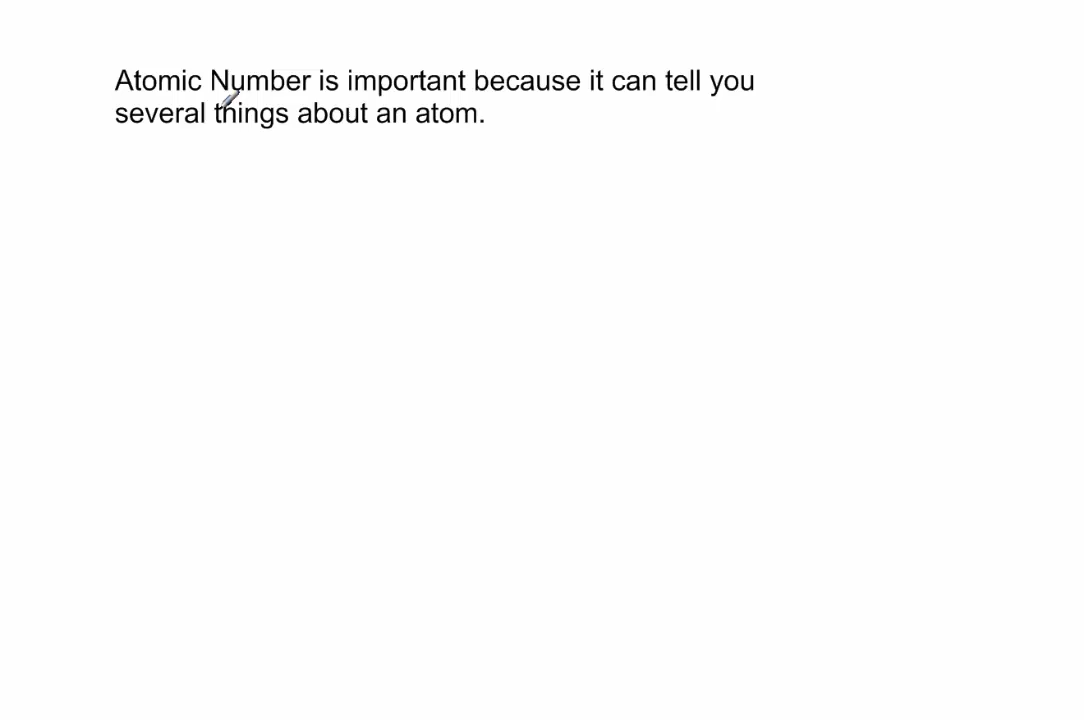 Atomic Number is important because it can tell you
several things about an atom.